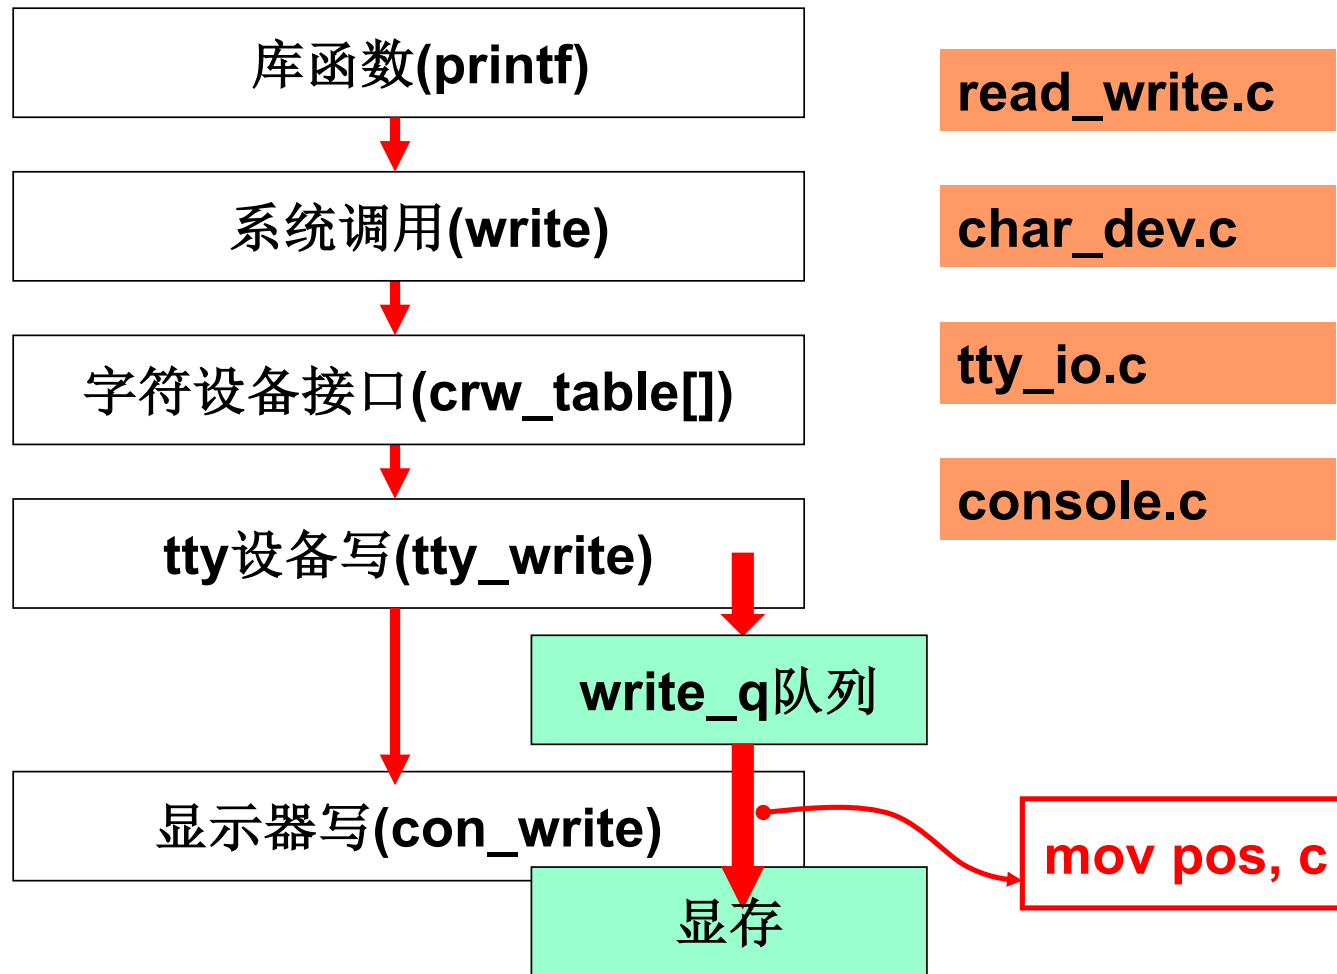 库函数(printf)
系统调用(write)
字符设备接口(crw_table[])
tty设备写(tty_write)
write_q队列
显示器写(con_write)
显存
read_write.c
char_dev.c
tty_io.c
console.c
mov pos, c